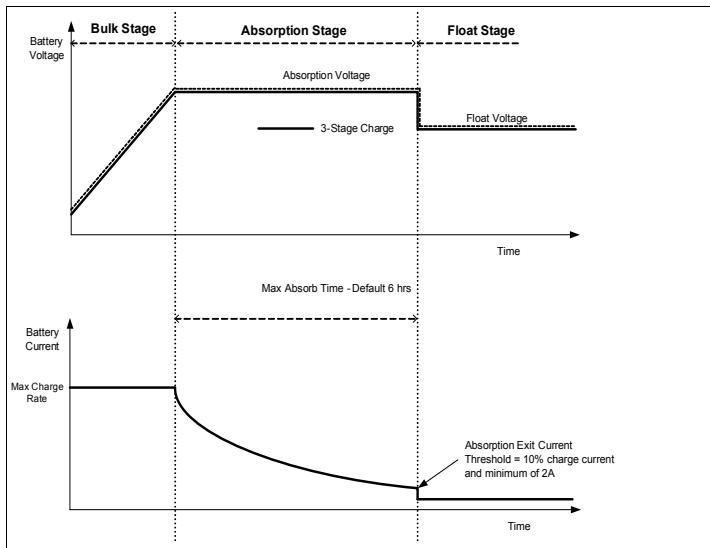 Bulk Stage
Absorption Stage
Float Stage
Battery
Voltage
Absorption Voltage
3-Stage Charge
Float Voltage
Time
Max Absorb Time - Default 6 hrs
Battery
Current
Max Charge
Rate
Absorption Exit Current
Threshold = 10% charge current
and minimum of 2A
Time